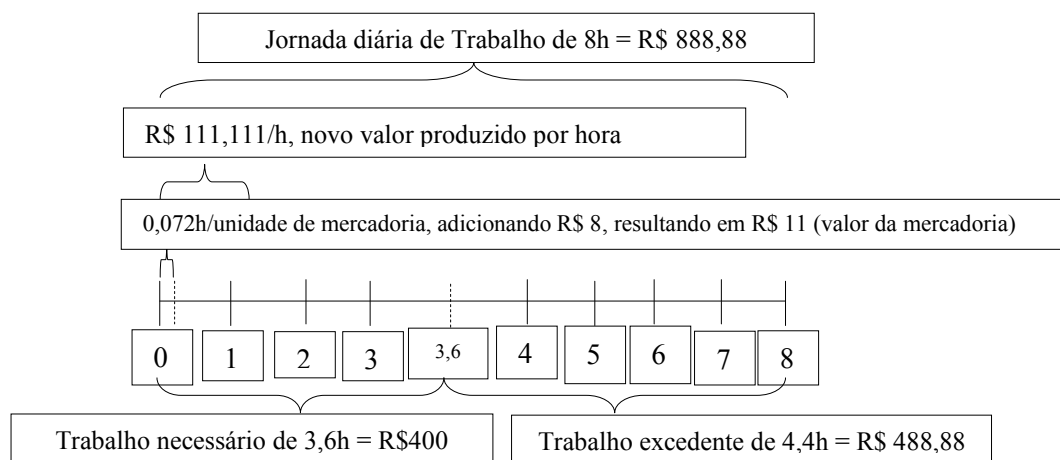 Jornada diária de Trabalho de 8h = R$ 888,88
R$ 111,111/h, novo valor produzido por hora
0,072h/unidade de mercadoria, adicionando R$ 8, resultando em R$ 11 (valor da mercadoria)
0 1 2 3 3,6 4 5 6 7 8
Trabalho necessário de 3,6h = R$400 Trabalho excedente de 4,4h = R$ 488,88